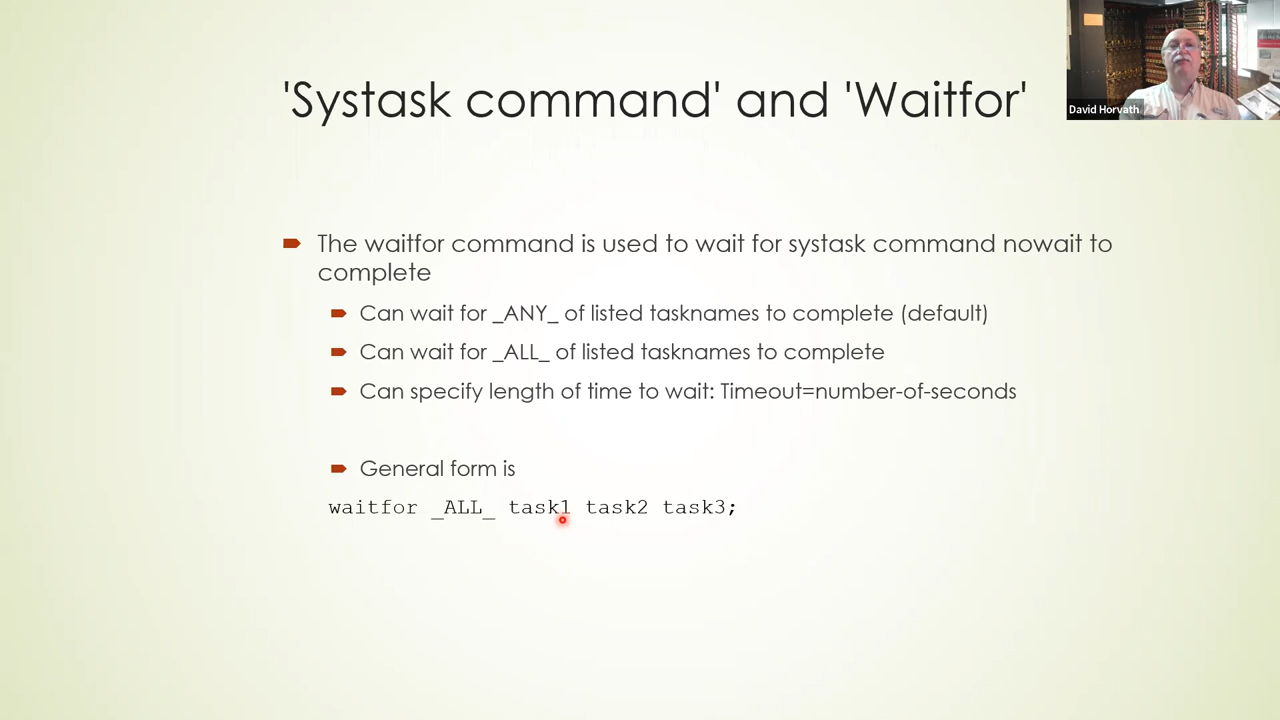 'Systask command' and 'Waitfor'
David Horvath
The waitfor command is used to wait for systask command nowait to
complete
Can wait for _ANY_ of listed tasknames to complete (default)
Can wait for _ALL_ of listed tasknames to complete
Can specify length of time to wait: Timeout=number-of-seconds
General form is
waitfor _ALL_ task1 task2 task3;